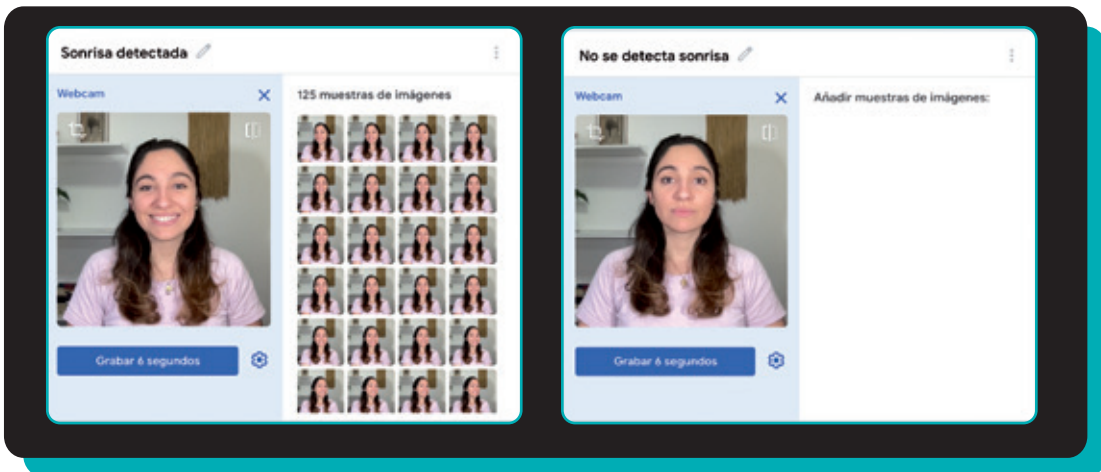 Sonrisa detectada
Webcam
125 muestras de imágenes
Grabar 6 segundos
No se detecta sonrisa
Webcam
Añadir muestras de imágenes:
Grabar 6 segundos